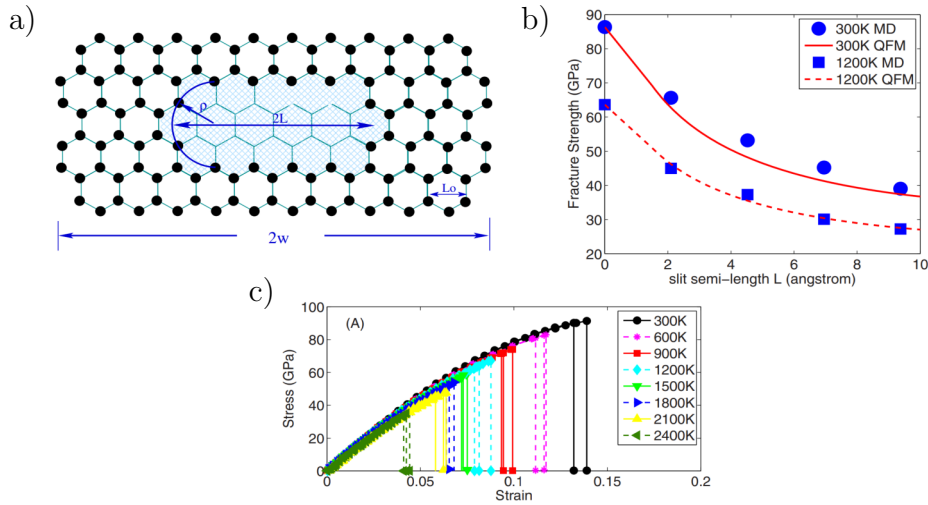 a)
ρ
2L
Lo
2w
b)
90
80
70
60
50
40
30
20
0
2
4
6
8
10
Fracture Strength (GPa)
slit semi−length L (angstrom)
300K MD
300K QFM
1200K MD
1200K QFM
c)
(A)
100
80
60
40
20
0
0
0.05
0.1
0.15
0.2
Stress (GPa)
Strain
300K
600K
900K
1200K
1500K
1800K
2100K
2400K